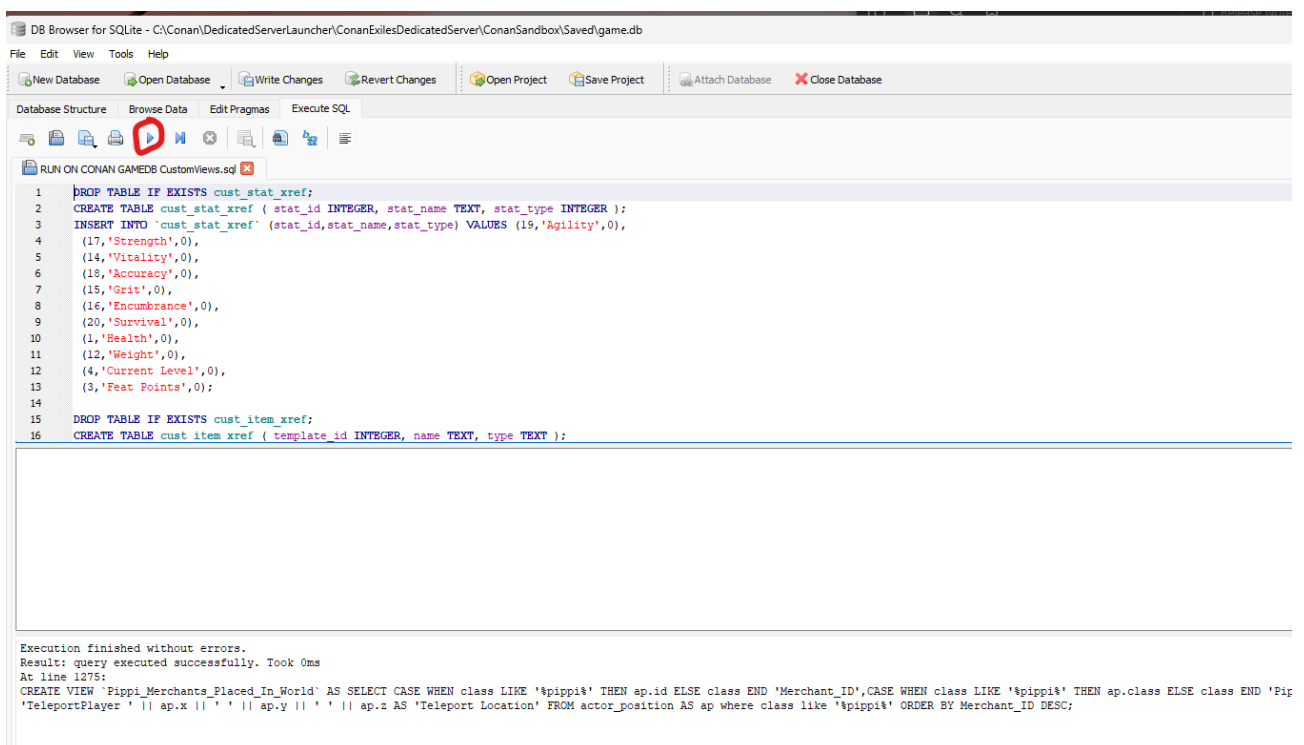 DB Browser for SQLite - C:\Conan\DedicatedServerLauncher\ConanExilesDedicatedServer\ConanSandbox\Saved\game.db
File Edit View Tools Help
New Database Open Database Write Changes Revert Changes Open Project Save Project Attach Database Close Database
Database Structure Browse Data Edit Pragmas Execute SQL
RUN ON CONAN GAMEDB CustomViews.sql
1 DROP TABLE IF EXISTS cust_stat_xref;
2 CREATE TABLE cust_stat_xref ( stat_id INTEGER, stat_name TEXT, stat_type INTEGER );
3 INSERT INTO `cust_stat_xref` (stat_id,stat_name,stat_type) VALUES (19,'Agility',0),
4 (17,'Strength',0),
5 (14,'Vitality',0),
6 (18,'Accuracy',0),
7 (15,'Grit',0),
8 (16,'Encumbrance',0),
9 (20,'Survival',0),
10 (1,'Health',0),
11 (12,'Weight',0),
12 (4,'Current Level',0),
13 (3,'Feat Points',0);
14
15 DROP TABLE IF EXISTS cust_item_xref;
16 CREATE TABLE cust_item_xref ( template_id INTEGER, name TEXT, type TEXT );
Execution finished without errors.
Result: query executed successfully. Took 0ms
At line 1275:
CREATE VIEW `Pippi_Merchants_Placed_In_World` AS SELECT CASE WHEN class LIKE '%pippi%' THEN ap.id ELSE class END 'Merchant_ID',CASE WHEN class LIKE '%pippi%' THEN ap.class ELSE class END 'Pip
'TeleportPlayer ' || ap.x || ' ' || ap.y || ' ' || ap.z AS 'Teleport Location' FROM actor_position AS ap where class like '%pippi%' ORDER BY Merchant_ID DESC;